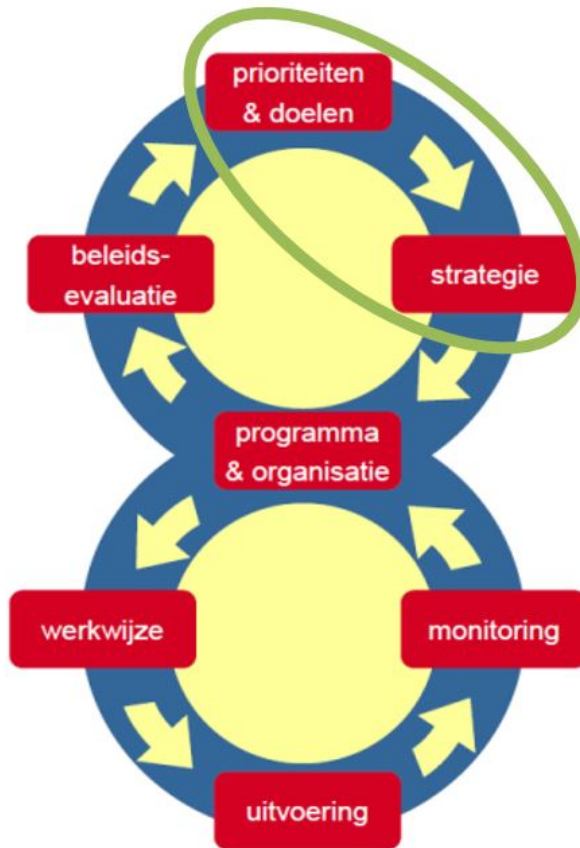 prioriteiten
& doelen
beleids-
evaluatie
strategie
programma
& organisatie
werkwijze
monitoring
uitvoering